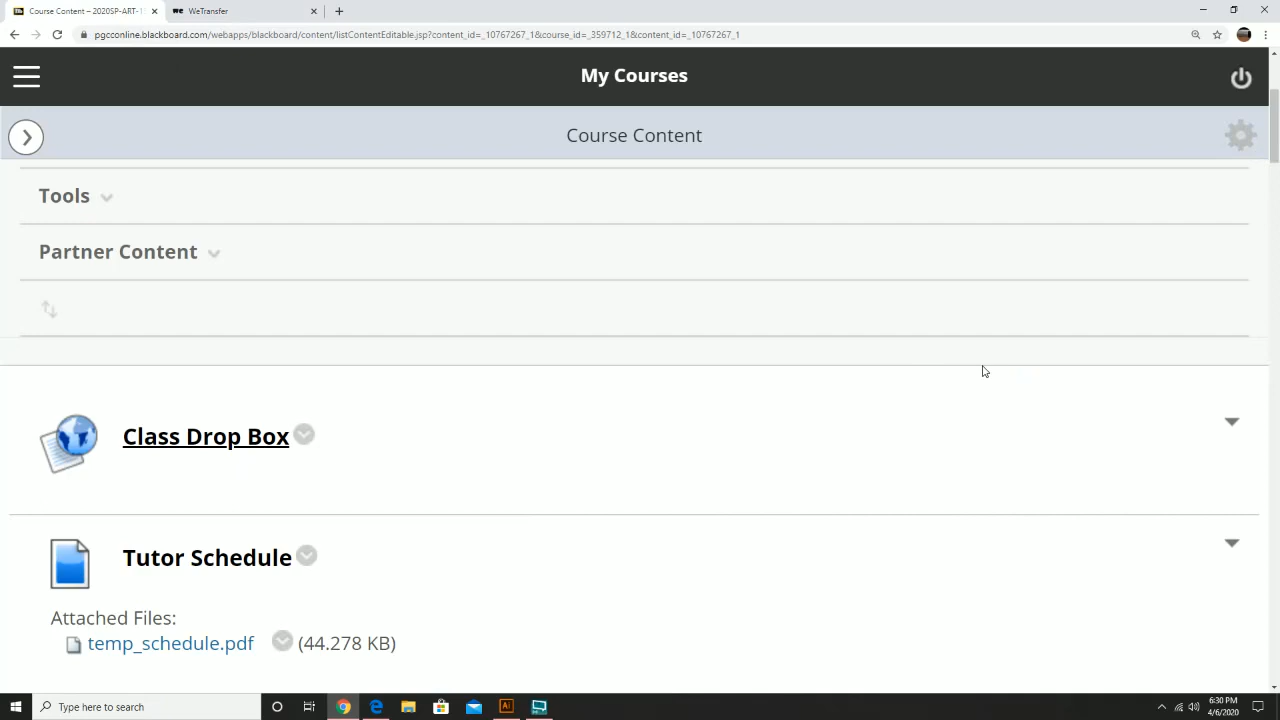 Course Content – 2020SP-ART-1
WeTransfer
pgcconline.blackboard.com/webapps/blackboard/content/listContentEditable.jsp?content_id=_10767267_1&course_id=_359712_1&content_id=_10767267_1
My Courses
Course Content
Tools
Partner Content
Class Drop Box
Tutor Schedule
Attached Files:
temp_schedule.pdf (44.278 KB)
Type here to search
6:30 PM
4/6/2020